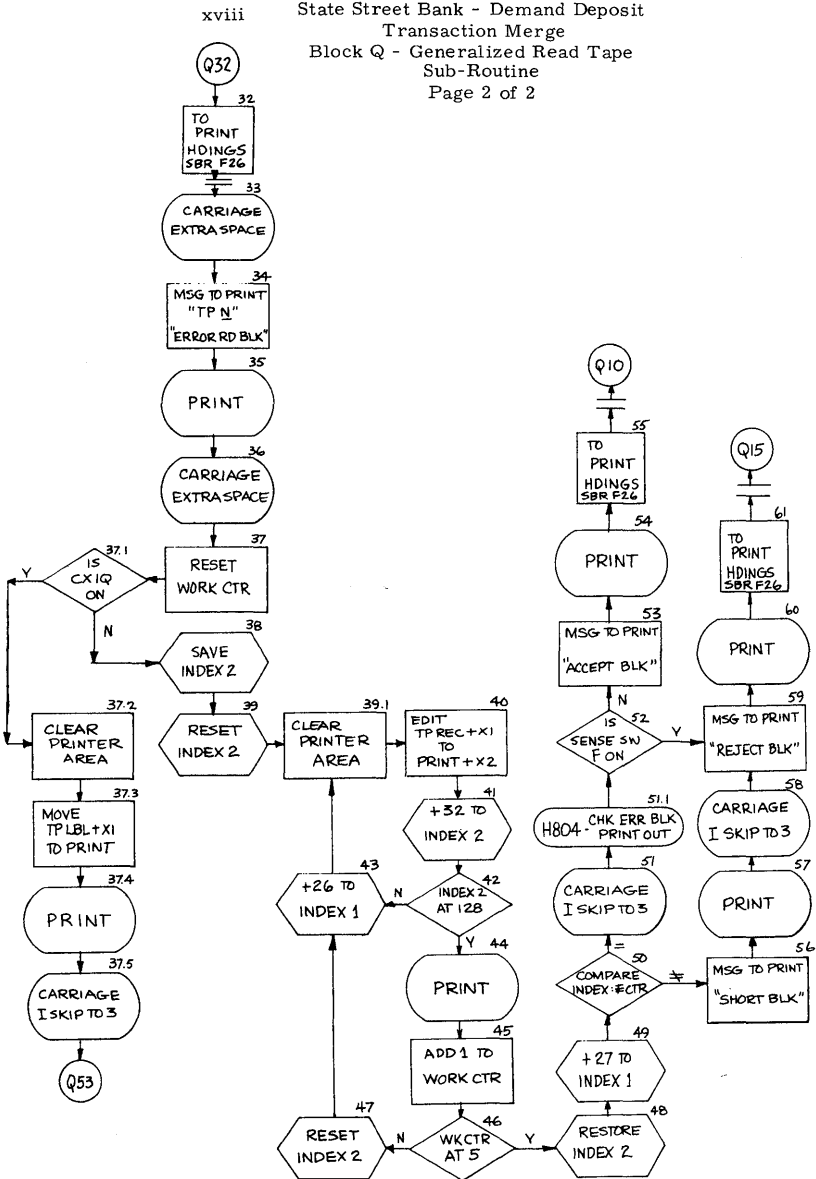 xviii
State Street Bank - Demand Deposit
Transaction Merge
Block Q - Generalized Read Tape
Sub-Routine
Page 2 of 2
Q32
32
TO
PRINT
HDINGS
SBR F26
33
CARRIAGE
EXTRA SPACE
34
MSG TO PRINT
"TP N"
"ERROR RD BLK"
35
PRINT
36
CARRIAGE
EXTRA SPACE
37
RESET
WORK CTR
37.1
IS
CX1Q
ON
Y
N
38
SAVE
INDEX 2
39
RESET
INDEX 2
37.2
CLEAR
PRINTER
AREA
37.3
MOVE
TP LBL+X1
TO PRINT
37.4
PRINT
37.5
CARRIAGE
I SKIP TO 3
Q53
39.1
CLEAR
PRINTER
AREA
40
EDIT
TP REC+X1
TO
PRINT+X2
41
+32 TO
INDEX 2
42
INDEX 2
AT 128
N
Y
43
+26 TO
INDEX 1
44
PRINT
45
ADD 1 TO
WORK CTR
46
WK CTR
AT 5
N
Y
47
RESET
INDEX 2
48
RESTORE
INDEX 2
49
+27 TO
INDEX 1
50
COMPARE
INDEX:≠CTR
=
≠
51
CARRIAGE
I SKIP TO 3
51.1
H804- CHK ERR BLK
PRINT OUT
52
IS
SENSE SW
F ON
N
Y
53
MSG TO PRINT
"ACCEPT BLK"
54
PRINT
55
TO
PRINT
HDINGS
SBR F26
Q10
56
MSG TO PRINT
"SHORT BLK"
57
PRINT
58
CARRIAGE
I SKIP TO 3
59
MSG TO PRINT
"REJECT BLK"
60
PRINT
61
TO
PRINT
HDINGS
SBR F26
Q15